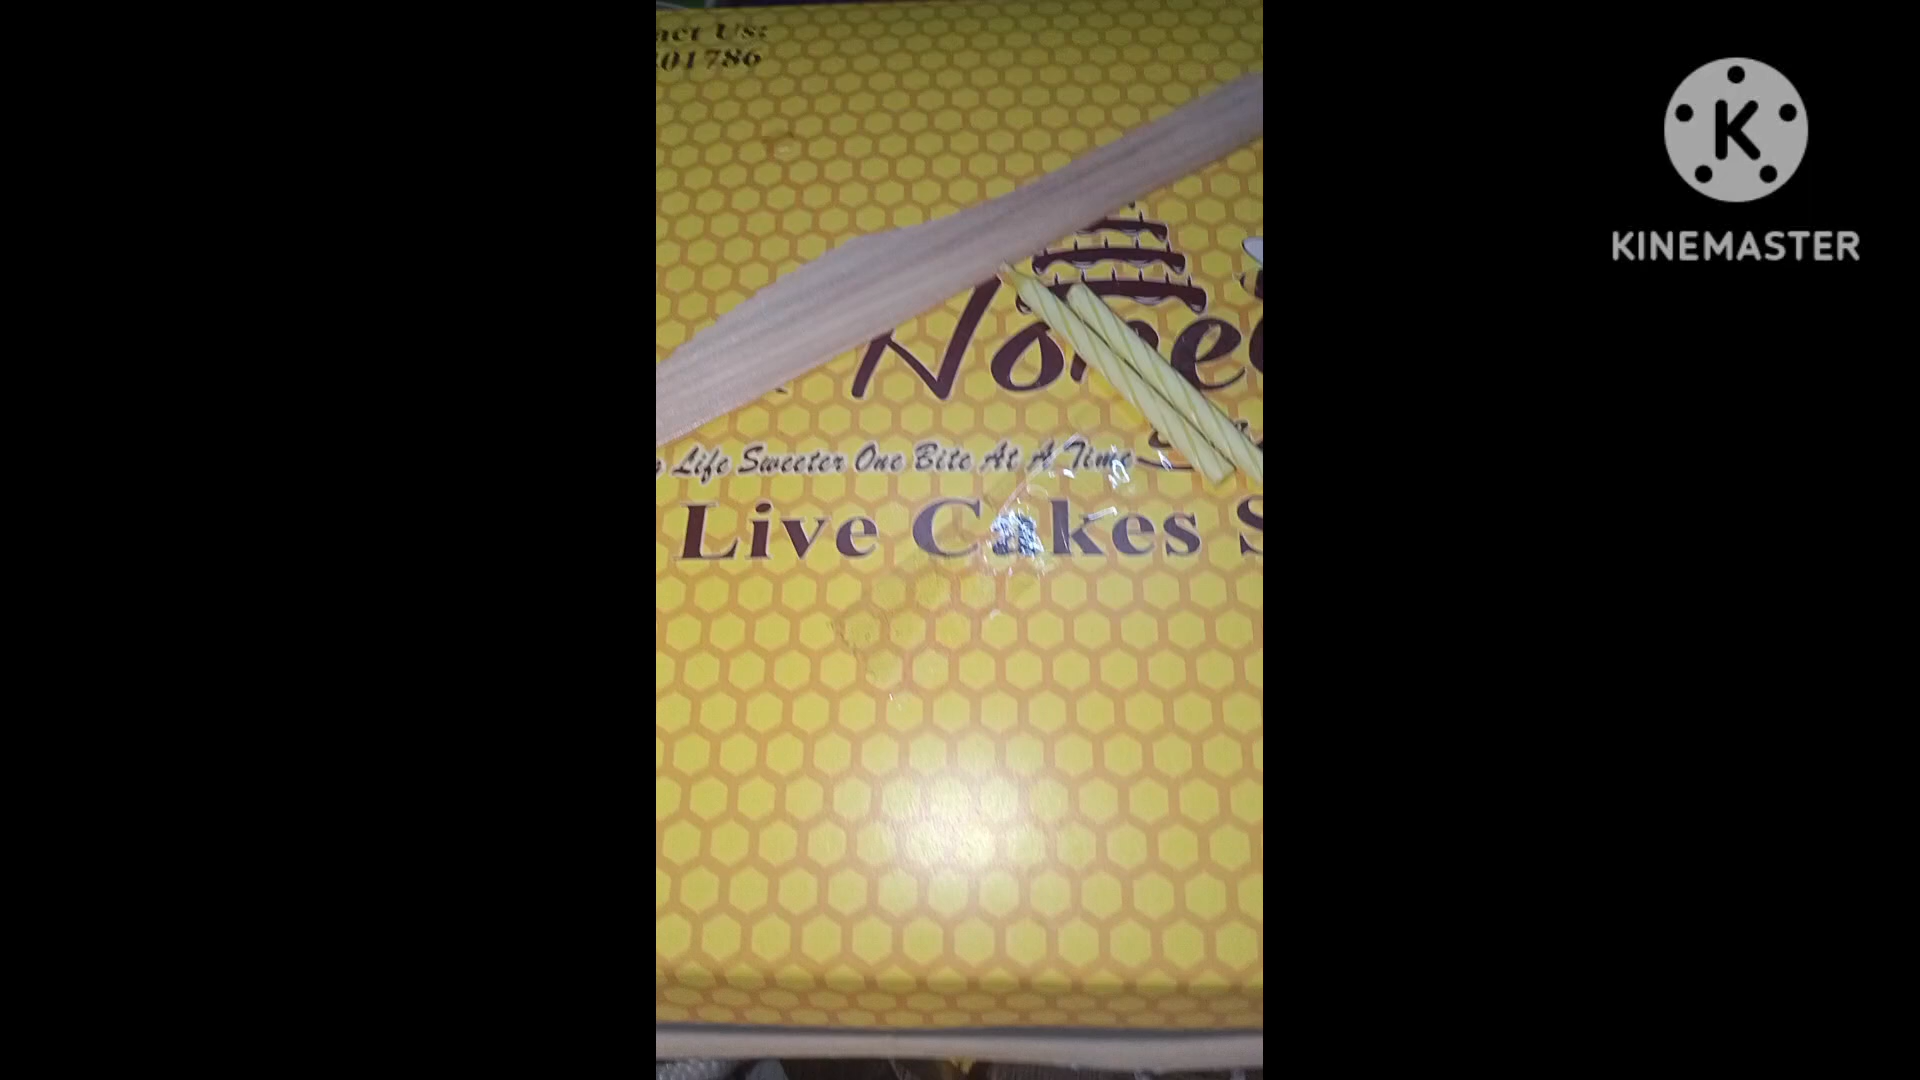 act Us:
01786
Life Sweeter One Bite At A Time
Live Cakes S
KINEMASTER